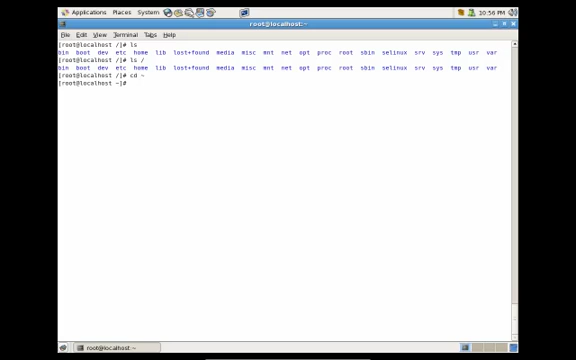 Applications Places System 10:56 PM
root@localhost:~
File Edit View Terminal Tabs Help
[root@localhost /]# ls
bin boot dev etc home lib lost+found media misc mnt net opt proc root sbin selinux srv sys tmp usr var
[root@localhost /]# ls /
bin boot dev etc home lib lost+found media misc mnt net opt proc root sbin selinux srv sys tmp usr var
[root@localhost /]# cd ~
[root@localhost ~]#
root@localhost:~